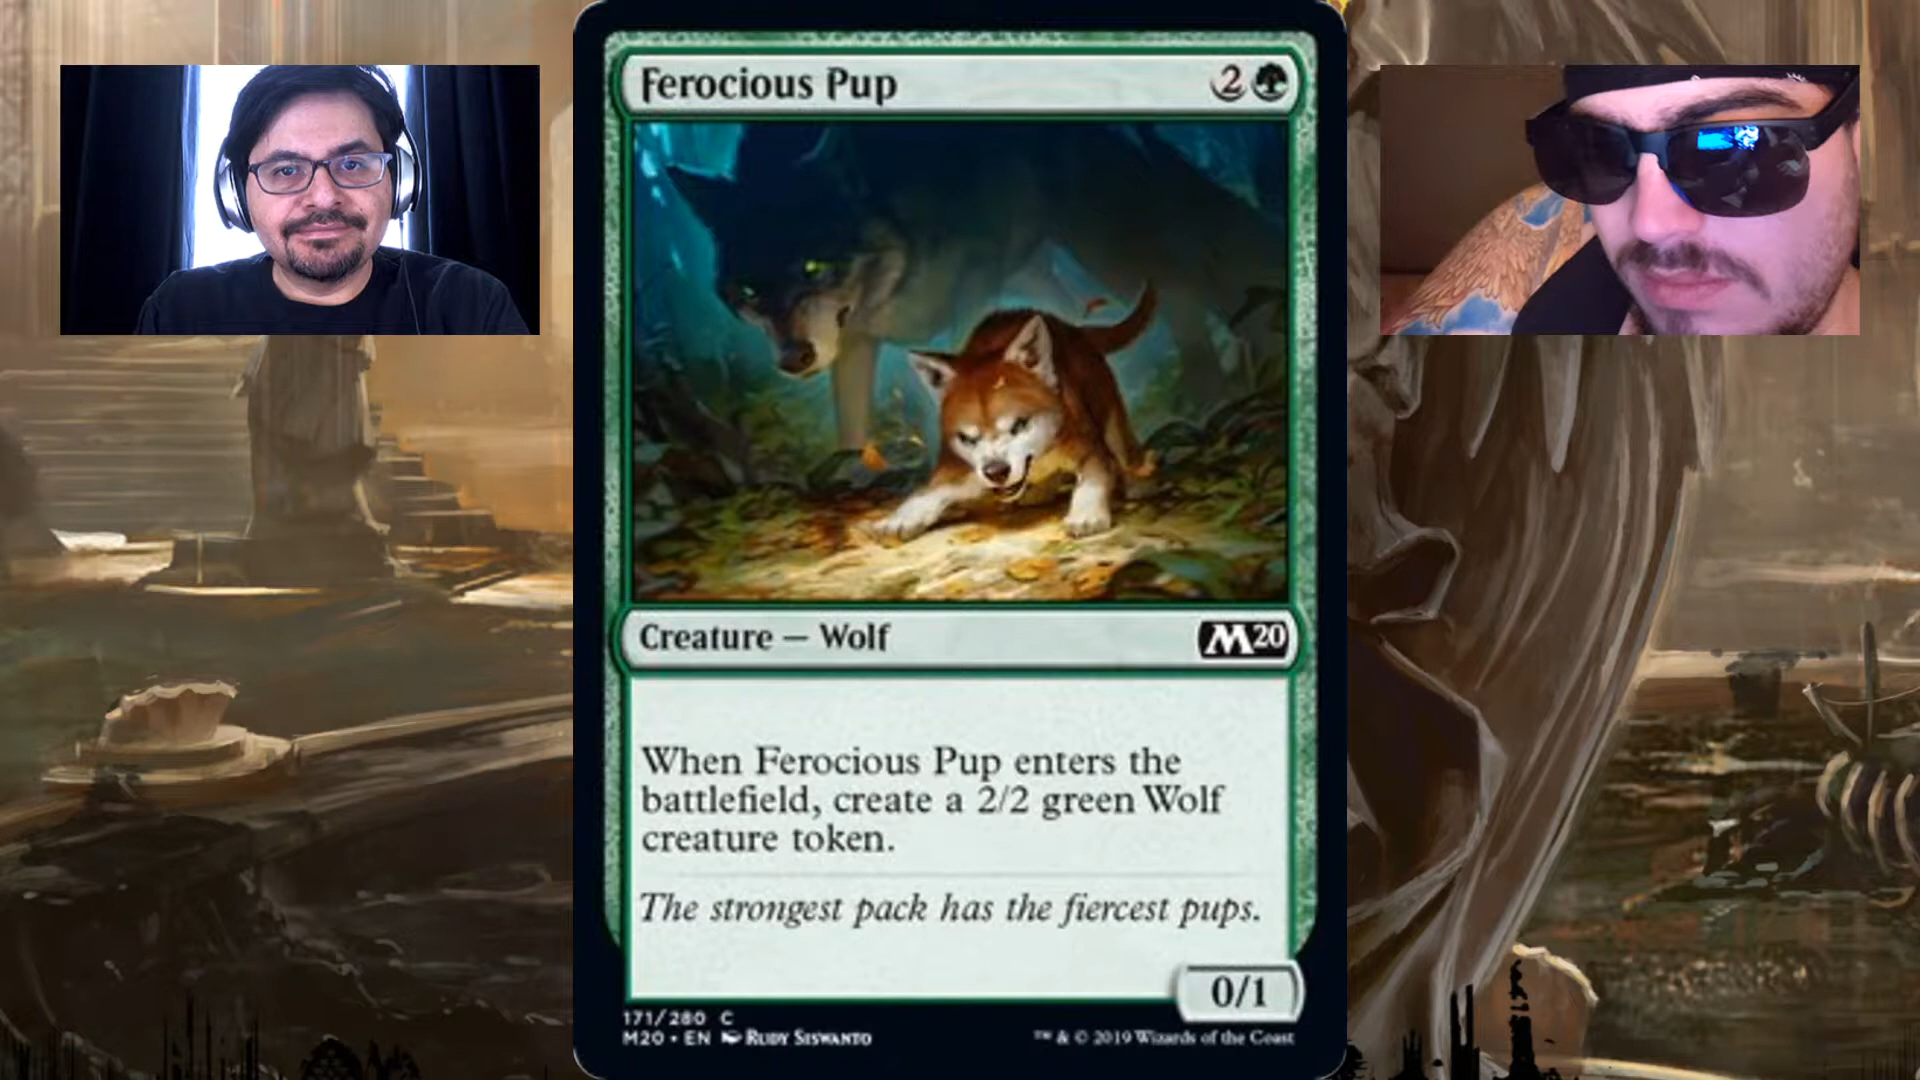 Ferocious Pup 2
Creature — Wolf M20
When Ferocious Pup enters the
battlefield, create a 2/2 green Wolf
creature token.
The strongest pack has the fiercest pups.
0/1
171/280 C
M20 • EN Rudy Siswanto ™ & © 2019 Wizards of the Coast